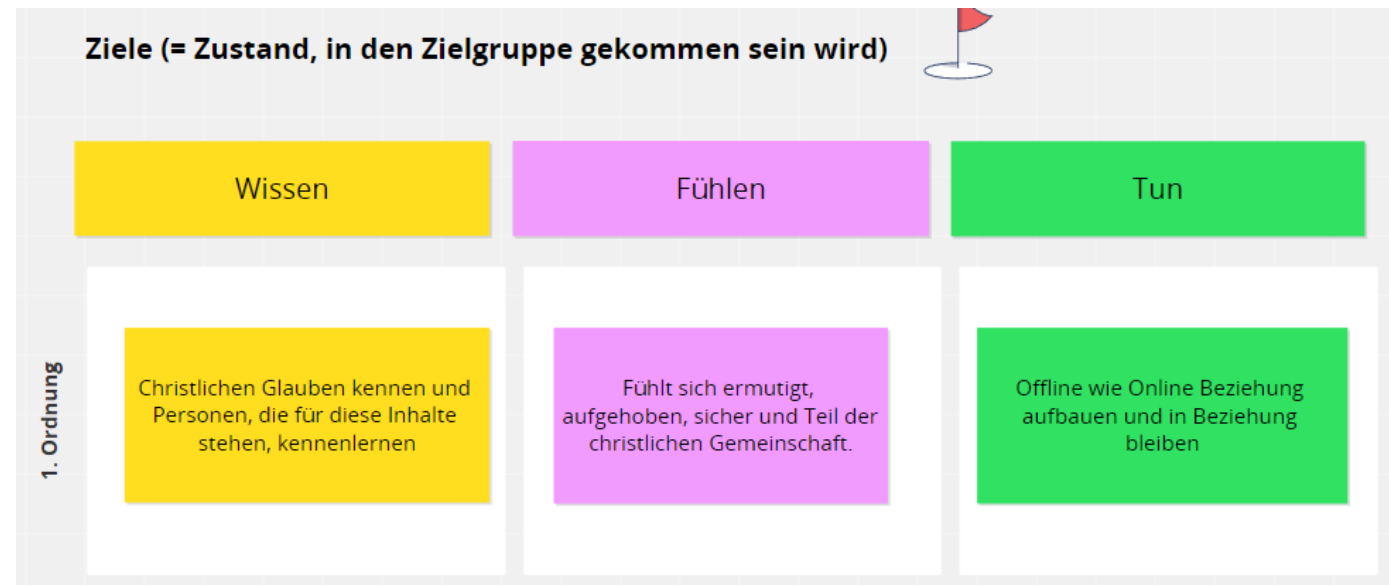 Ziele (= Zustand, in den Zielgruppe gekommen sein wird)
Wissen
Fühlen
Tun
1. Ordnung
Christlichen Glauben kennen und
Personen, die für diese Inhalte
stehen, kennenlernen
Fühlt sich ermutigt,
aufgehoben, sicher und Teil der
christlichen Gemeinschaft.
Offline wie Online Beziehung
aufbauen und in Beziehung
bleiben